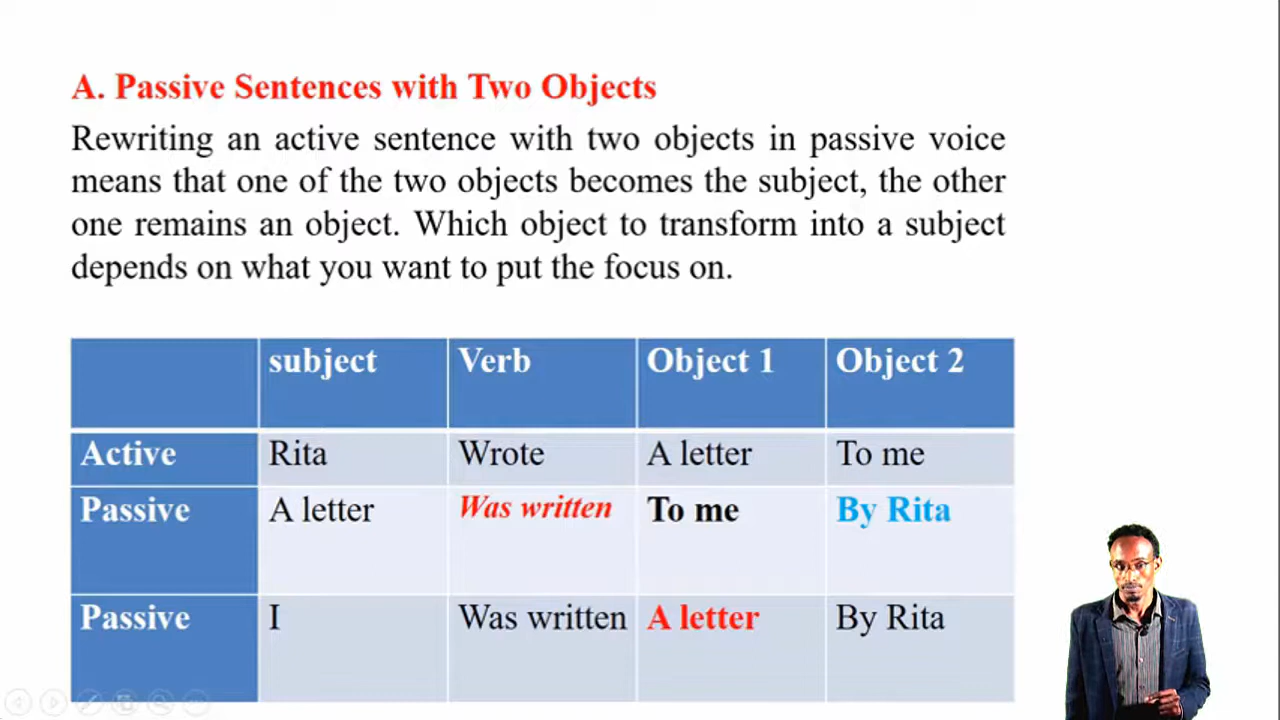 A. Passive Sentences with Two Objects
Rewriting an active sentence with two objects in passive voice
means that one of the two objects becomes the subject, the other
one remains an object. Which object to transform into a subject
depends on what you want to put the focus on.
subject Verb Object 1 Object 2
Active Rita Wrote A letter To me
Passive A letter Was written To me By Rita
Passive I Was written A letter By Rita